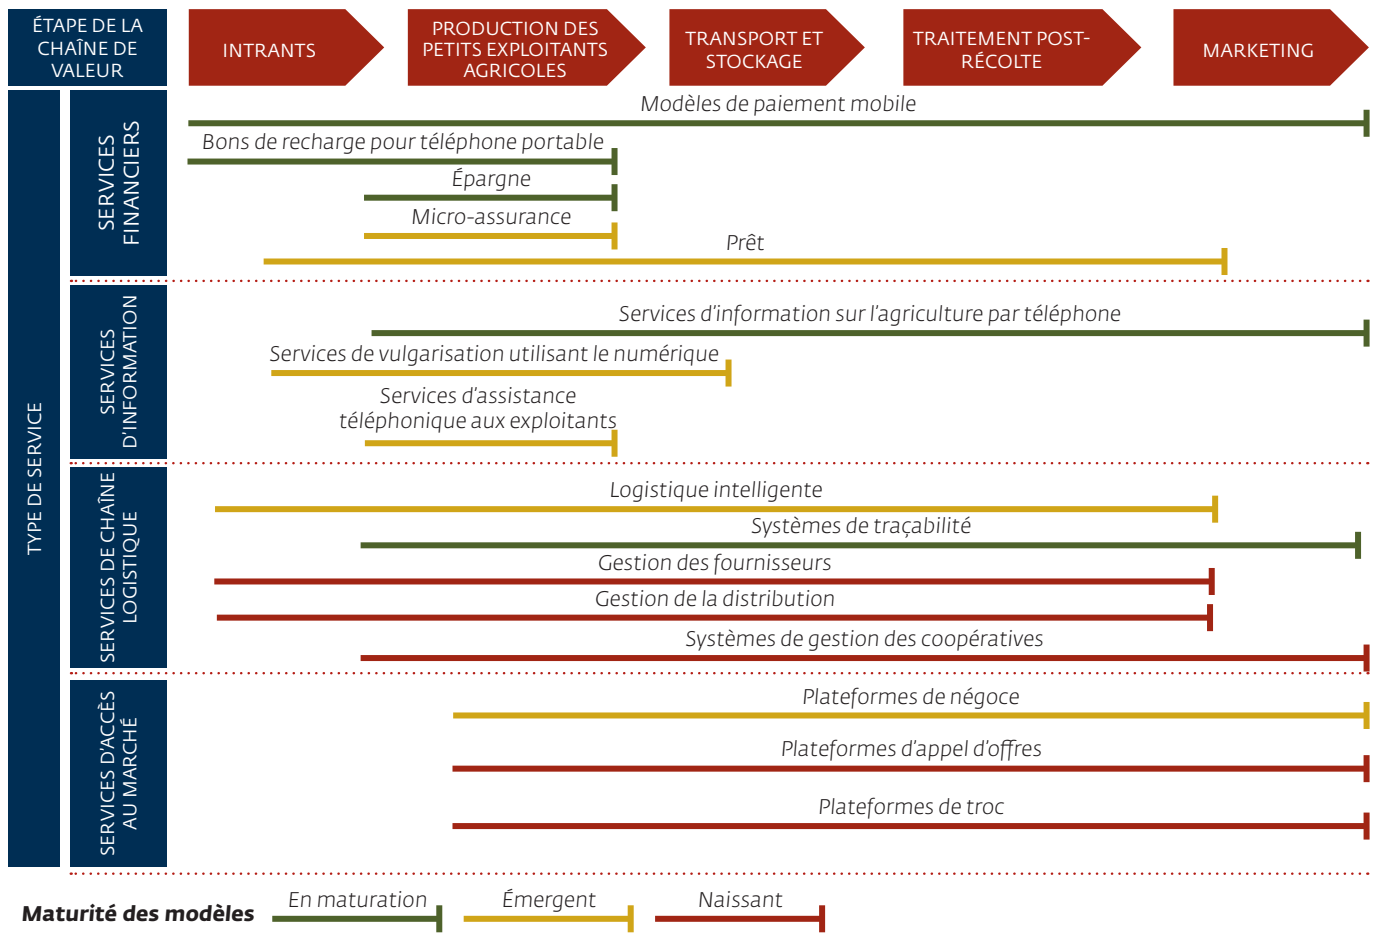 ÉTAPE DE LA
CHAÎNE DE
VALEUR
INTRANTS
PRODUCTION DES
PETITS EXPLOITANTS
AGRICOLES
TRANSPORT ET
STOCKAGE
TRAITEMENT POST-
RÉCOLTE
MARKETING
TYPE DE SERVICE
SERVICES
FINANCIERS
Modèles de paiement mobile
Bons de recharge pour téléphone portable
Épargne
Micro-assurance
Prêt
SERVICES
D'INFORMATION
Services d'information sur l'agriculture par téléphone
Services de vulgarisation utilisant le numérique
Services d'assistance
téléphonique aux exploitants
SERVICES DE CHAÎNE
LOGISTIQUE
Logistique intelligente
Systèmes de traçabilité
Gestion des fournisseurs
Gestion de la distribution
Systèmes de gestion des coopératives
SERVICES D'ACCÈS
AU MARCHÉ
Plateformes de négoce
Plateformes d'appel d'offres
Plateformes de troc
Maturité des modèles
En maturation
Émergent
Naissant